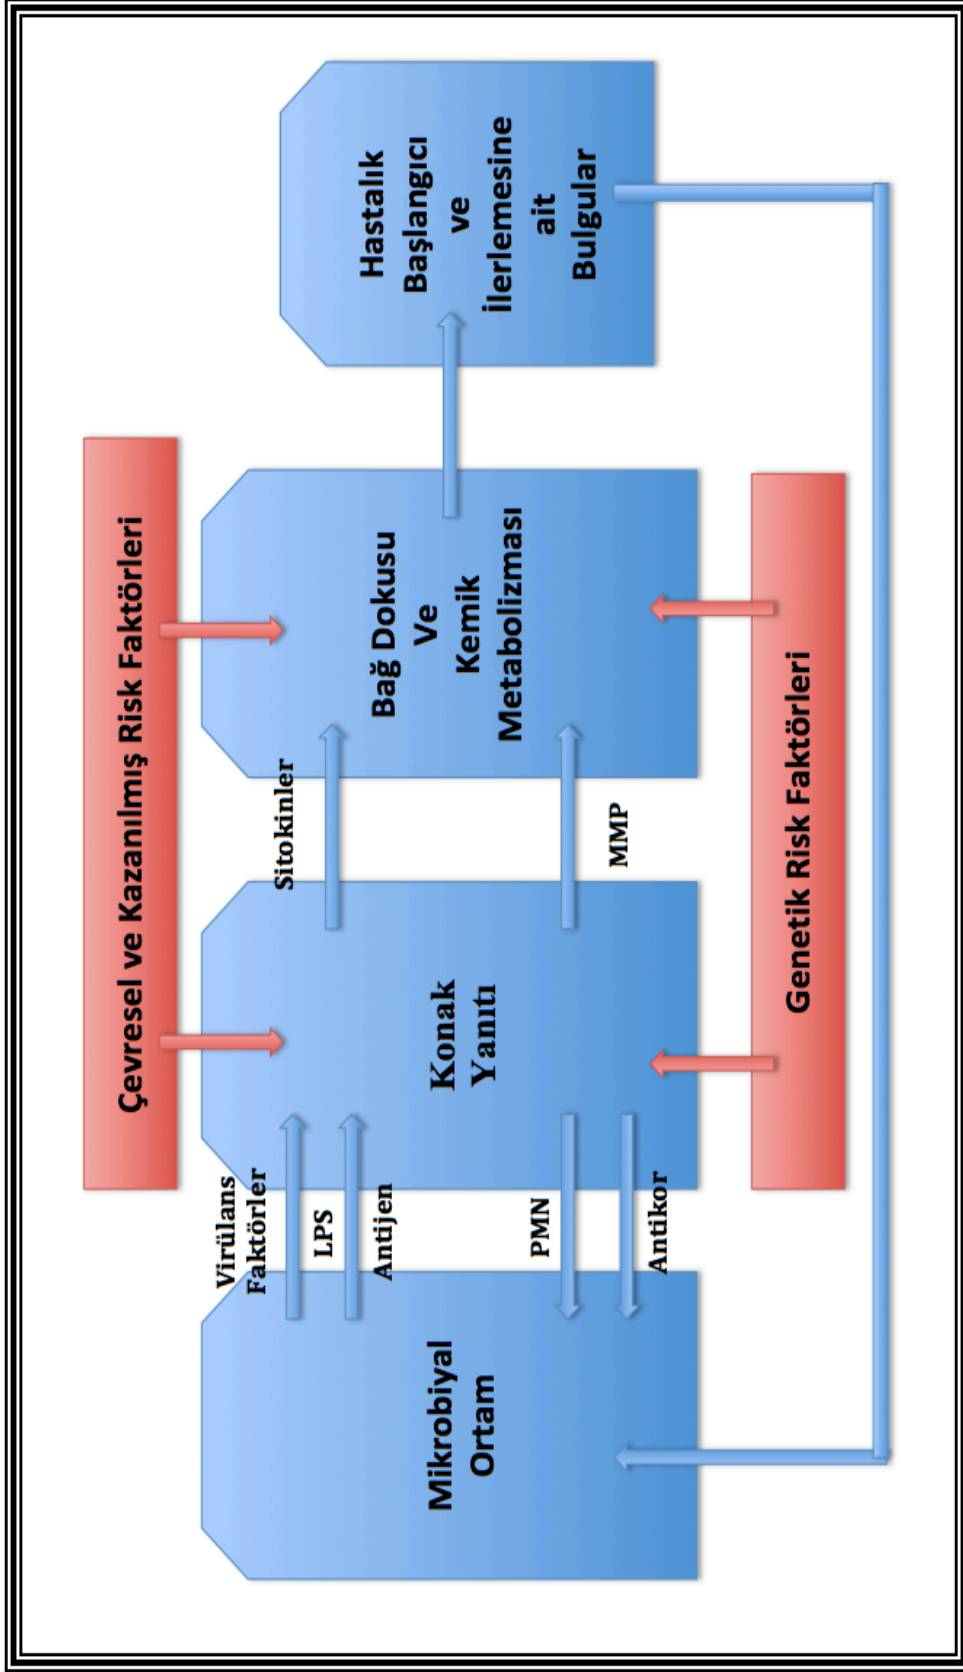 Çevresel ve Kazanılmış Risk Faktörleri
Mikrobiyal
Ortam
Virülans
Faktörler
LPS
Antijen
PMN
Antikor
Konak
Yanıtı
Sitokinler
MMP
Bağ Dokusu
Ve
Kemik
Metabolizması
Hastalık
Başlangıcı
ve
İlerlemesine
ait
Bulgular
Genetik Risk Faktörleri